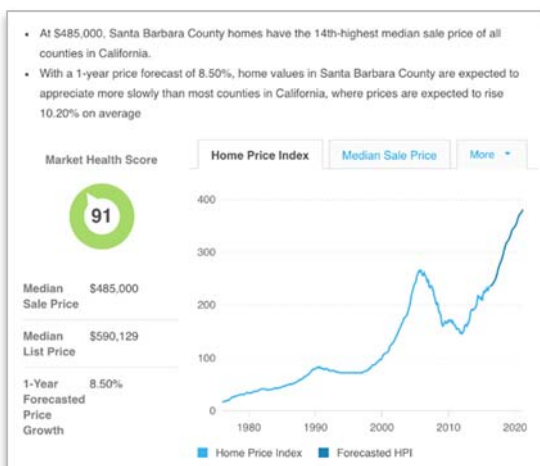 • At $485,000, Santa Barbara County homes have the 14th-highest median sale price of all
counties in California.
• With a 1-year price forecast of 8.50%, home values in Santa Barbara County are expected to
appreciate more slowly than most counties in California, where prices are expected to rise
10.20% on average
Market Health Score
91
Median $485,000
Sale Price
Median $590,129
List Price
1-Year 8.50%
Forecasted
Price
Growth
Home Price Index Median Sale Price More
400
300
200
100
0
1980 1990 2000 2010 2020
Home Price Index Forecasted HPI